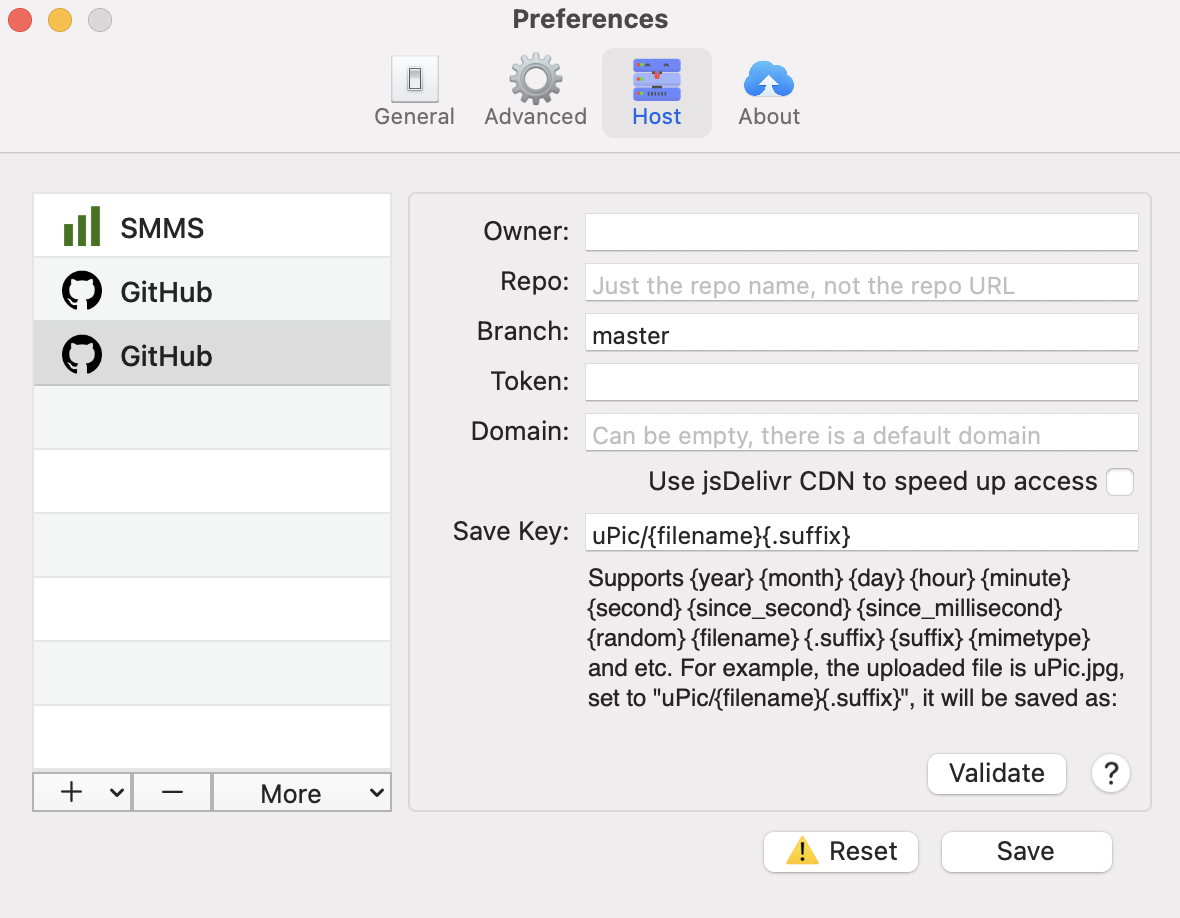 Preferences
General
Advanced
Host
About
SMMS
GitHub
GitHub
+
−
More
Owner:
Repo: Just the repo name, not the repo URL
Branch: master
Token:
Domain: Can be empty, there is a default domain
Use jsDelivr CDN to speed up access
Save Key: uPic/{filename}{.suffix}
Supports {year} {month} {day} {hour} {minute}
{second} {since_second} {since_millisecond}
{random} {filename} {.suffix} {suffix} {mimetype}
and etc. For example, the uploaded file is uPic.jpg,
set to "uPic/{filename}{.suffix}", it will be saved as:
Validate
?
Reset
Save